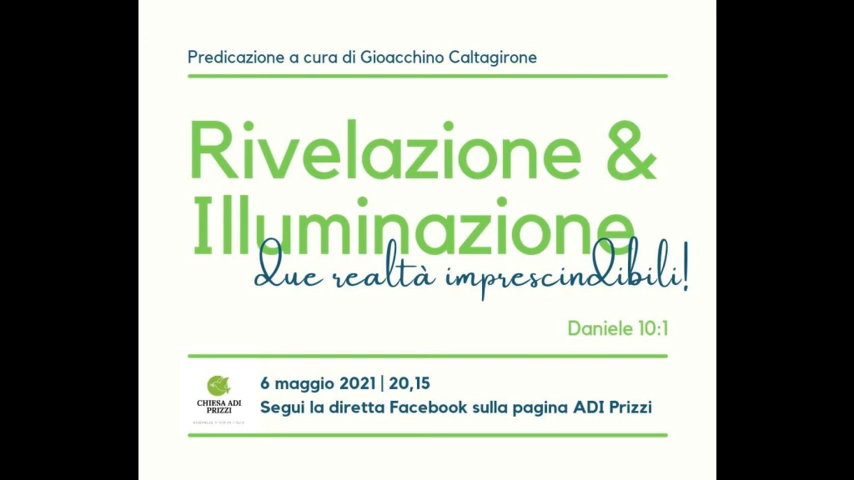 Predicazione a cura di Gioacchino Caltagirone
Rivelazione &
Illuminazione
due realtà imprescindibili!
Daniele 10:1
6 maggio 2021 | 20,15
Segui la diretta Facebook sulla pagina ADI Prizzi
CHIESA ADI
PRIZZI